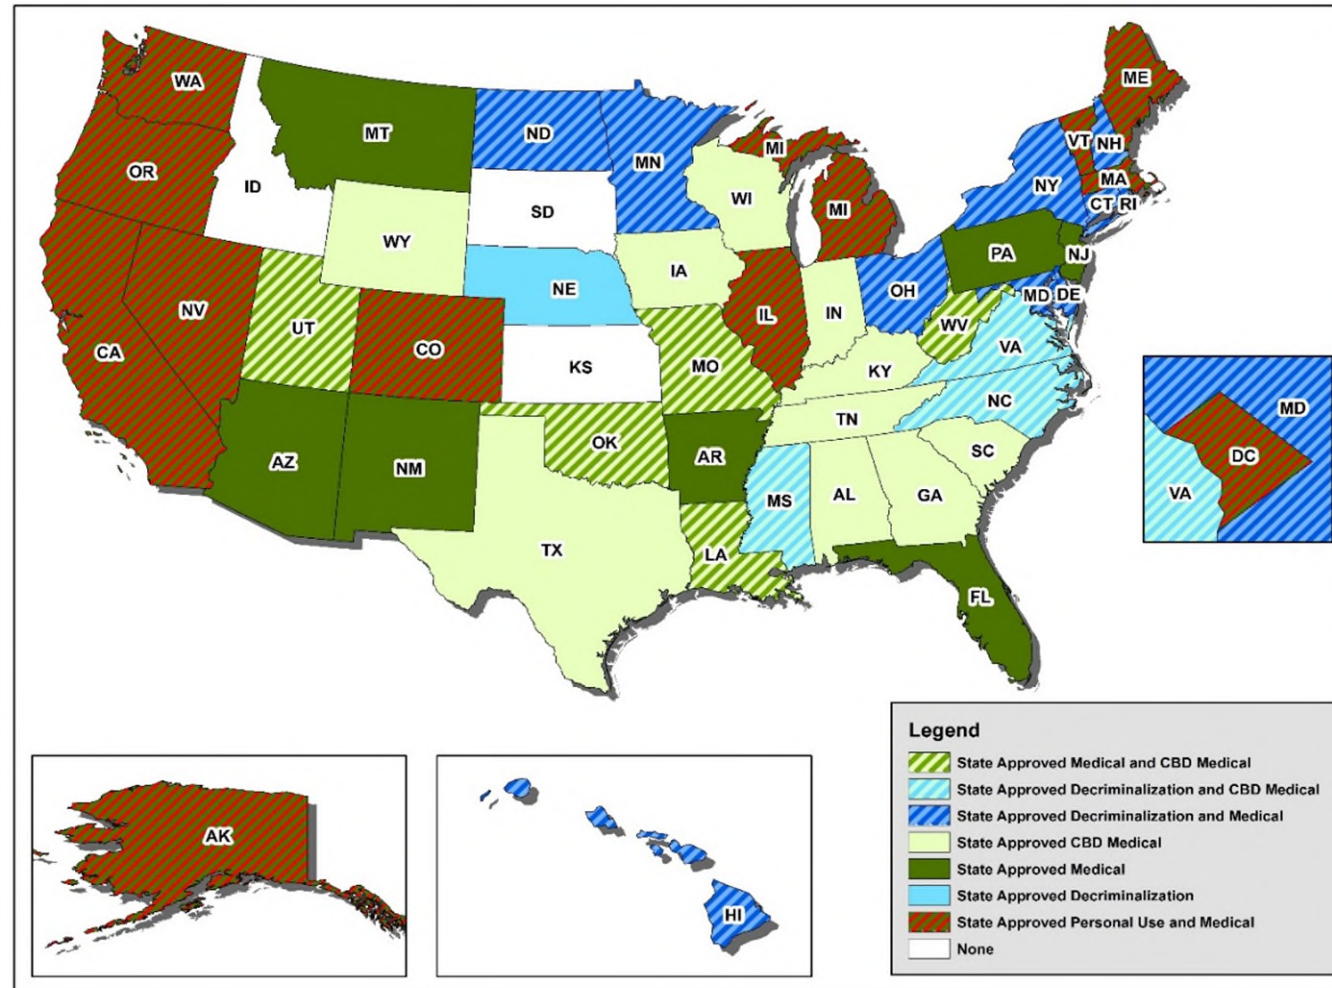 WA
MT
ND
MN
OR
ID
SD
WI
MI
MI
ME
VT
NH
NY
MA
CT
RI
WY
NE
IA
PA
NJ
NV
UT
CO
KS
IL
IN
OH
MD
DE
WV
VA
CA
MO
KY
NC
TN
AZ
NM
OK
AR
SC
MS
AL
GA
TX
LA
FL
MD
DC
VA
AK
HI
Legend
State Approved Medical and CBD Medical
State Approved Decriminalization and CBD Medical
State Approved Decriminalization and Medical
State Approved CBD Medical
State Approved Medical
State Approved Decriminalization
State Approved Personal Use and Medical
None